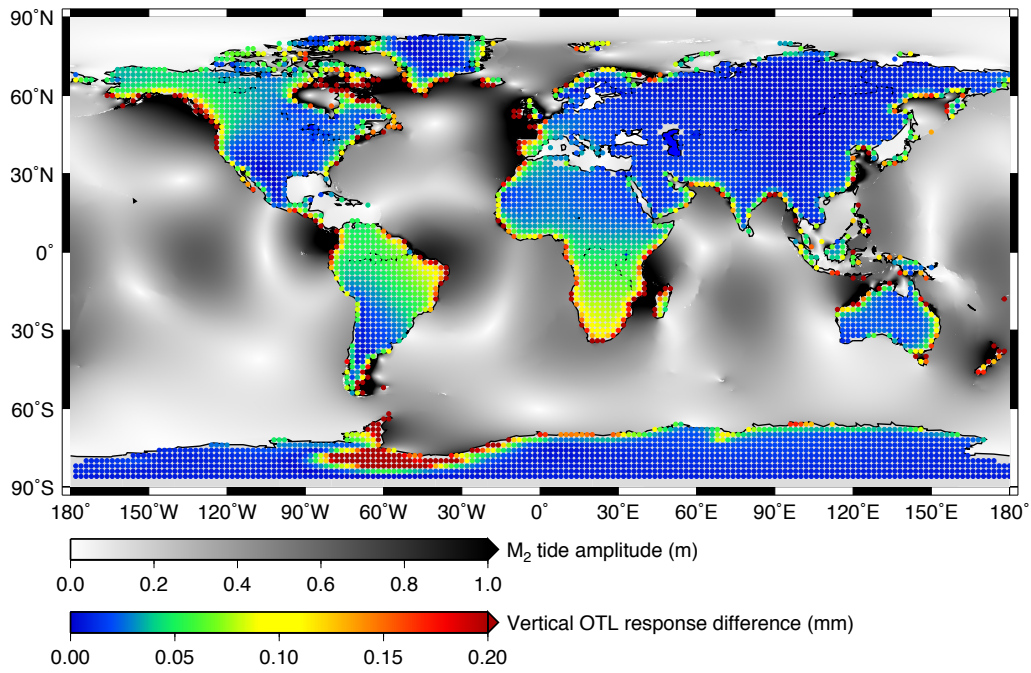 90˚N
60˚N
30˚N
0˚
30˚S
60˚S
90˚S
180˚ 150˚W 120˚W 90˚W 60˚W 30˚W 0˚ 30˚E 60˚E 90˚E 120˚E 150˚E 180˚
M₂ tide amplitude (m)
0.0 0.2 0.4 0.6 0.8 1.0
Vertical OTL response difference (mm)
0.00 0.05 0.10 0.15 0.20